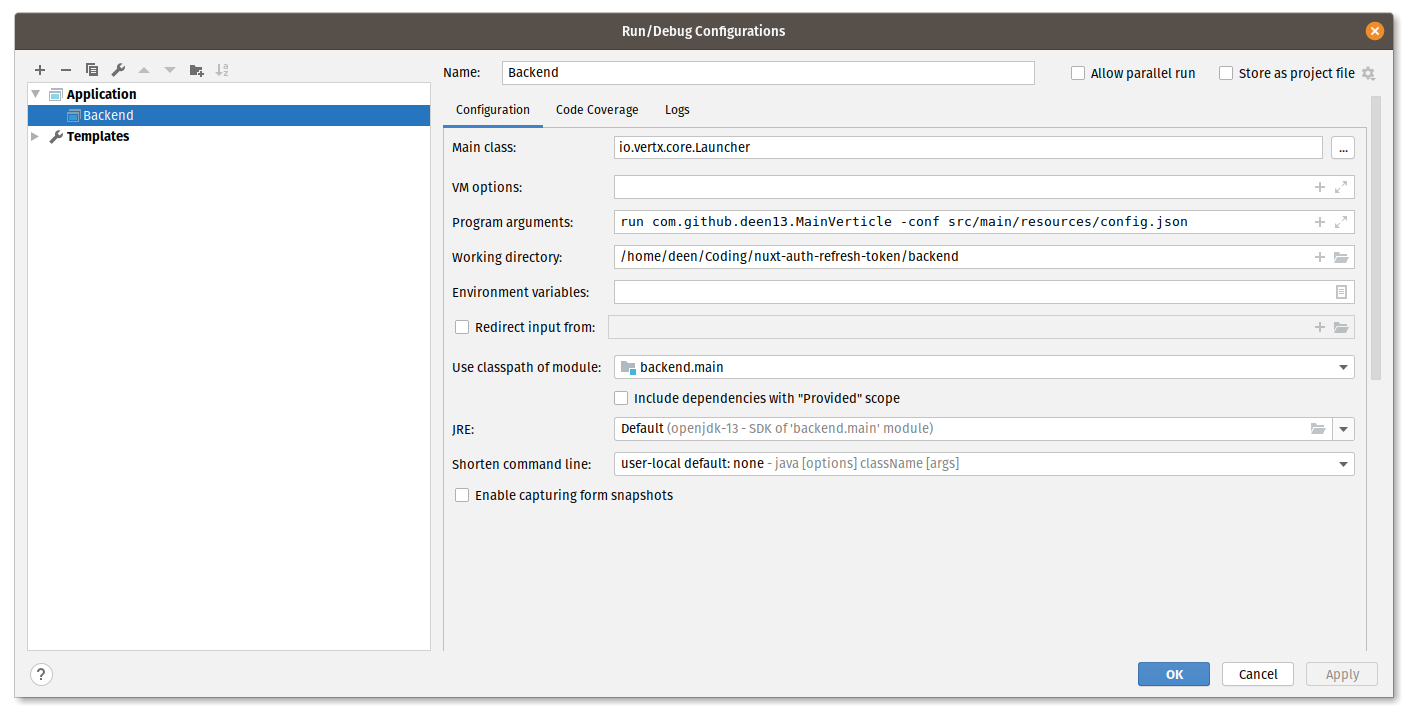 Run/Debug Configurations
Name: Backend Allow parallel run Store as project file
Application
Backend
Templates
Configuration Code Coverage Logs
Main class: io.vertx.core.Launcher ...
VM options:
Program arguments: run com.github.deen13.MainVerticle -conf src/main/resources/config.json
Working directory: /home/deen/Coding/nuxt-auth-refresh-token/backend
Environment variables:
Redirect input from:
Use classpath of module: backend.main
Include dependencies with "Provided" scope
JRE: Default (openjdk-13 - SDK of 'backend.main' module)
Shorten command line: user-local default: none - java [options] className [args]
Enable capturing form snapshots
? OK Cancel Apply